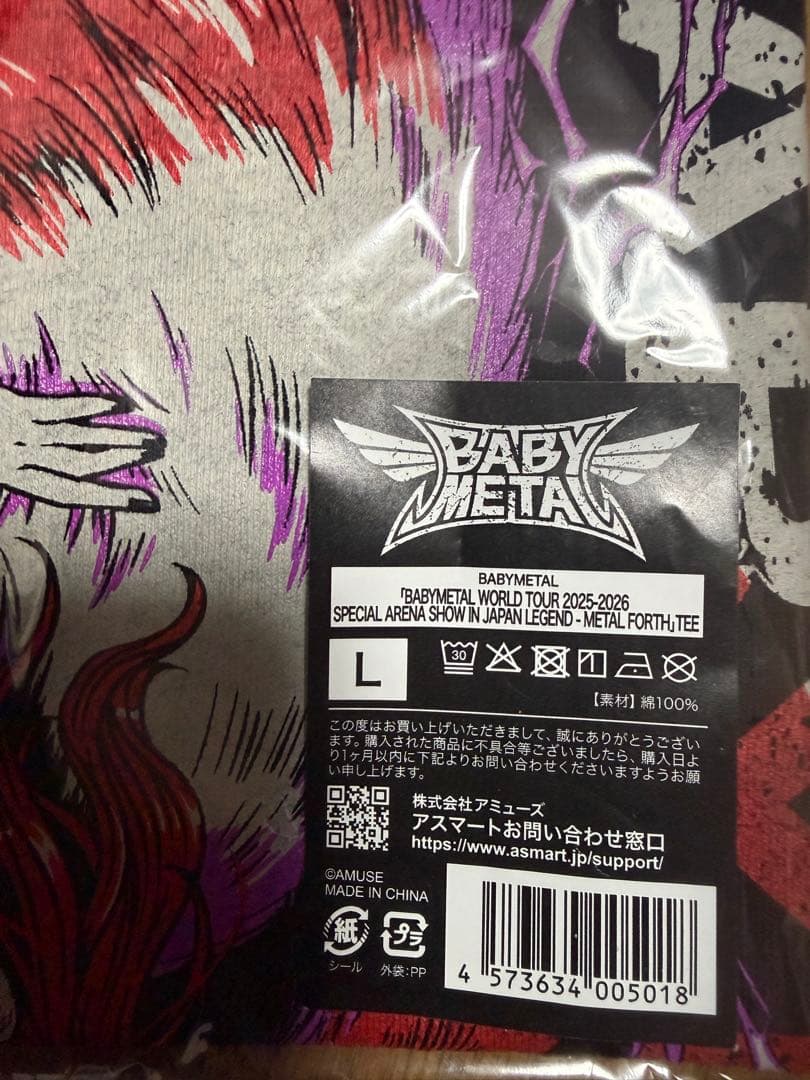 BABY
METAL
BABYMETAL
「BABYMETAL WORLD TOUR 2025-2026
SPECIAL ARENA SHOW IN JAPAN LEGEND - METAL FORTH」TEE
L
30
【素材】綿100%
この度はお買い上げいただきまして、誠にありがとうござい
ます。購入された商品に不具合等ございましたら、購入日よ
り1ヶ月以内に下記よりお問い合わせくださいますようお願
い申し上げます。
株式会社アミューズ
アスマートお問い合わせ窓口
https://www.asmart.jp/support/
©AMUSE
MADE IN CHINA
紙
プラ
シール
外袋:PP
4 573634 005018